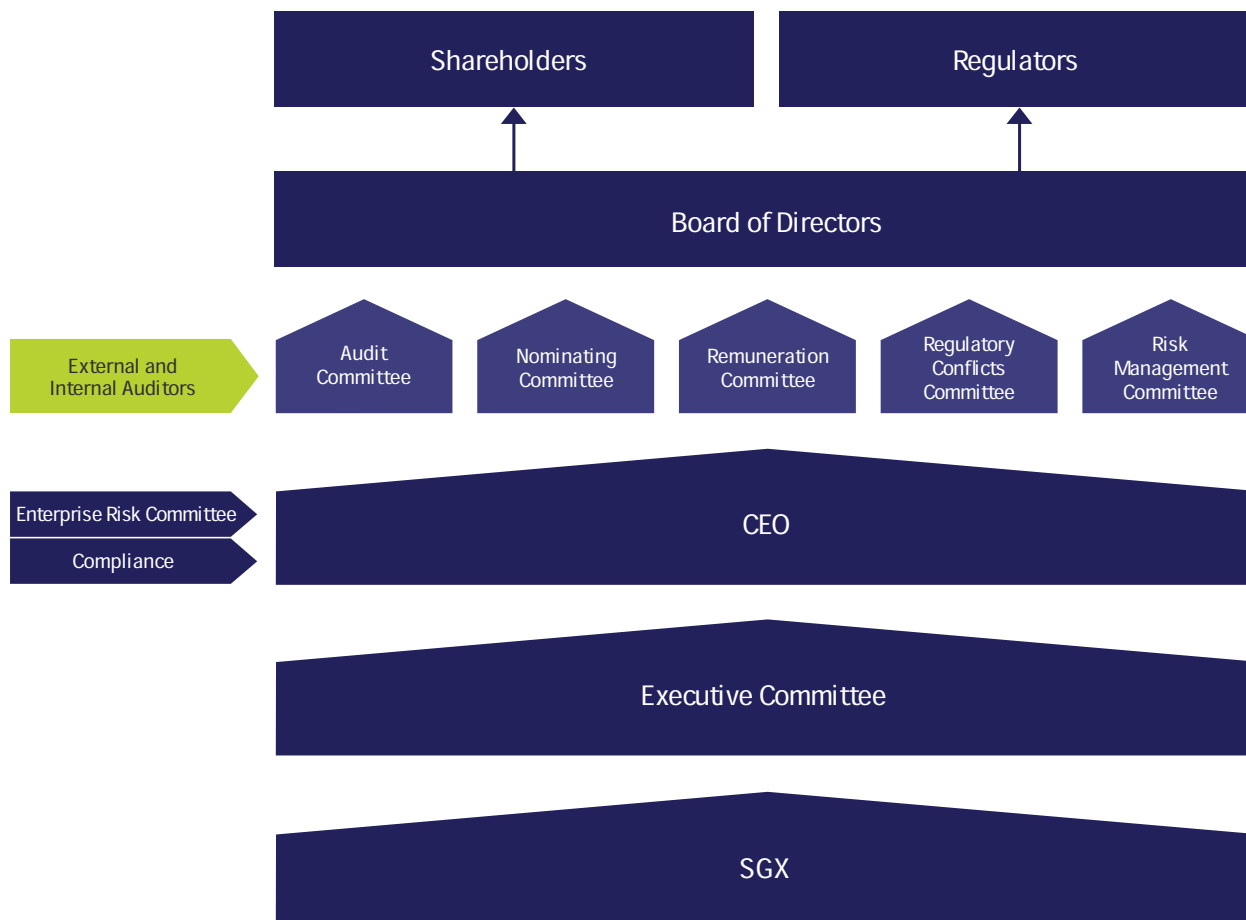 Shareholders
Regulators
Board of Directors
External and
Internal Auditors
Audit
Committee
Nominating
Committee
Remuneration
Committee
Regulatory
Conflicts
Committee
Risk
Management
Committee
Enterprise Risk Committee
Compliance
CEO
Executive Committee
SGX